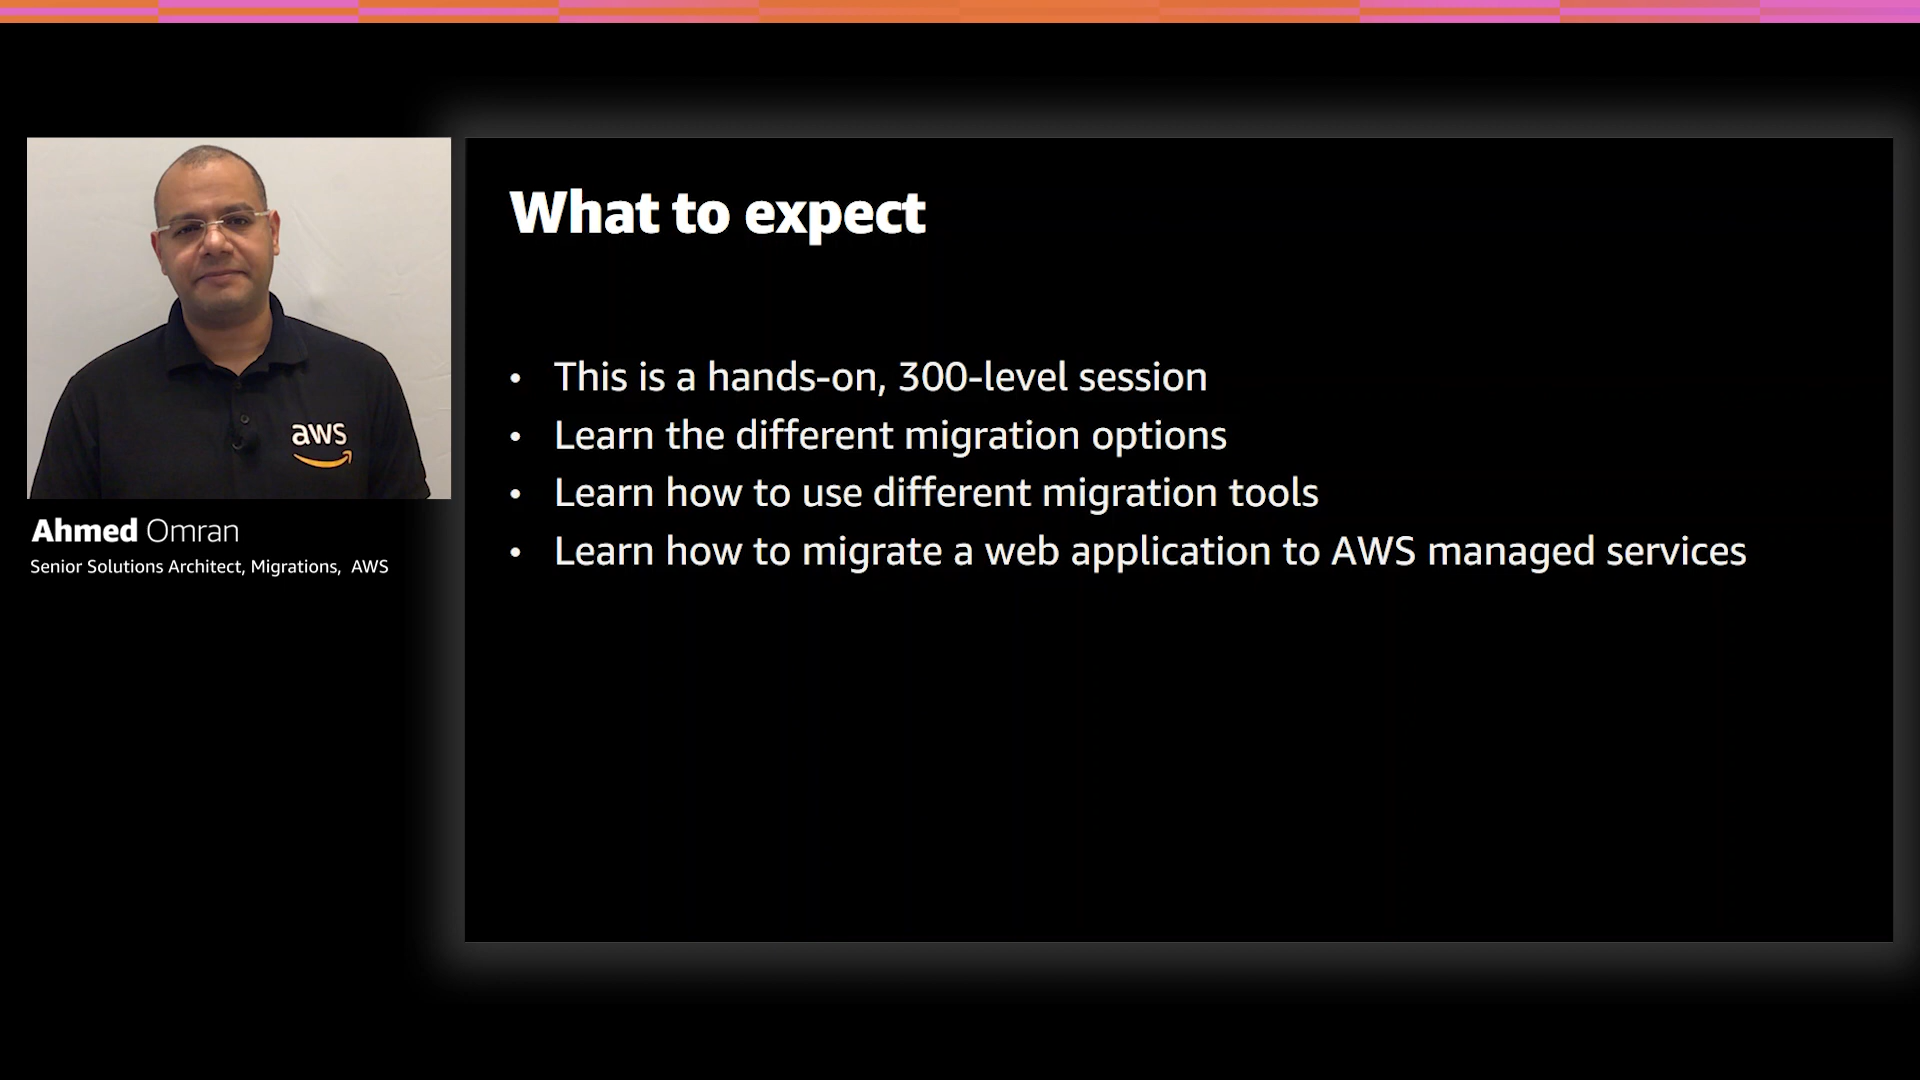 What to expect
• This is a hands-on, 300-level session
• Learn the different migration options
• Learn how to use different migration tools
• Learn how to migrate a web application to AWS managed services
aws
Ahmed Omran
Senior Solutions Architect, Migrations, AWS